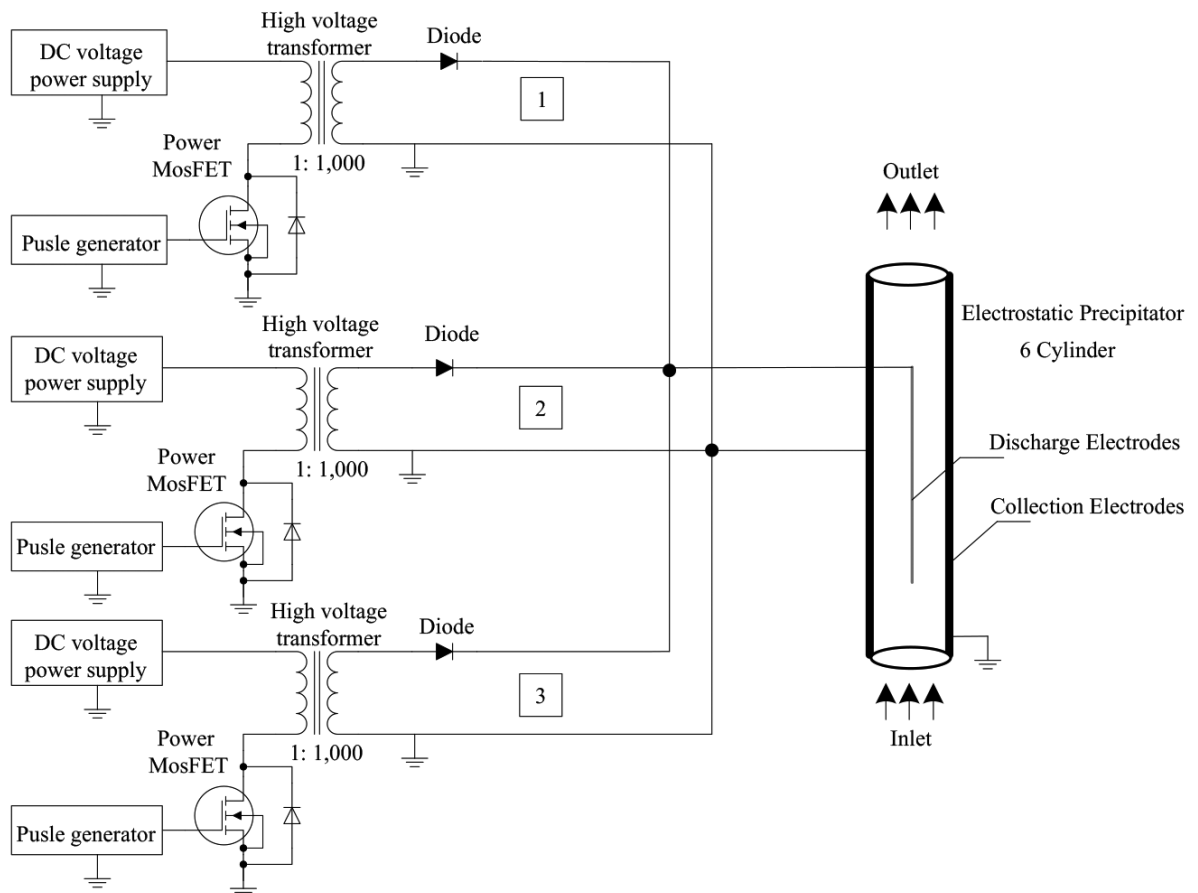 High voltage
transformer
Diode
DC voltage
power supply
1
Power
MosFET
1: 1,000
Pusle generator
High voltage
transformer
Diode
DC voltage
power supply
2
Power
MosFET
1: 1,000
Pusle generator
High voltage
transformer
Diode
DC voltage
power supply
3
Power
MosFET
1: 1,000
Pusle generator
Outlet
Electrostatic Precipitator
6 Cylinder
Discharge Electrodes
Collection Electrodes
Inlet